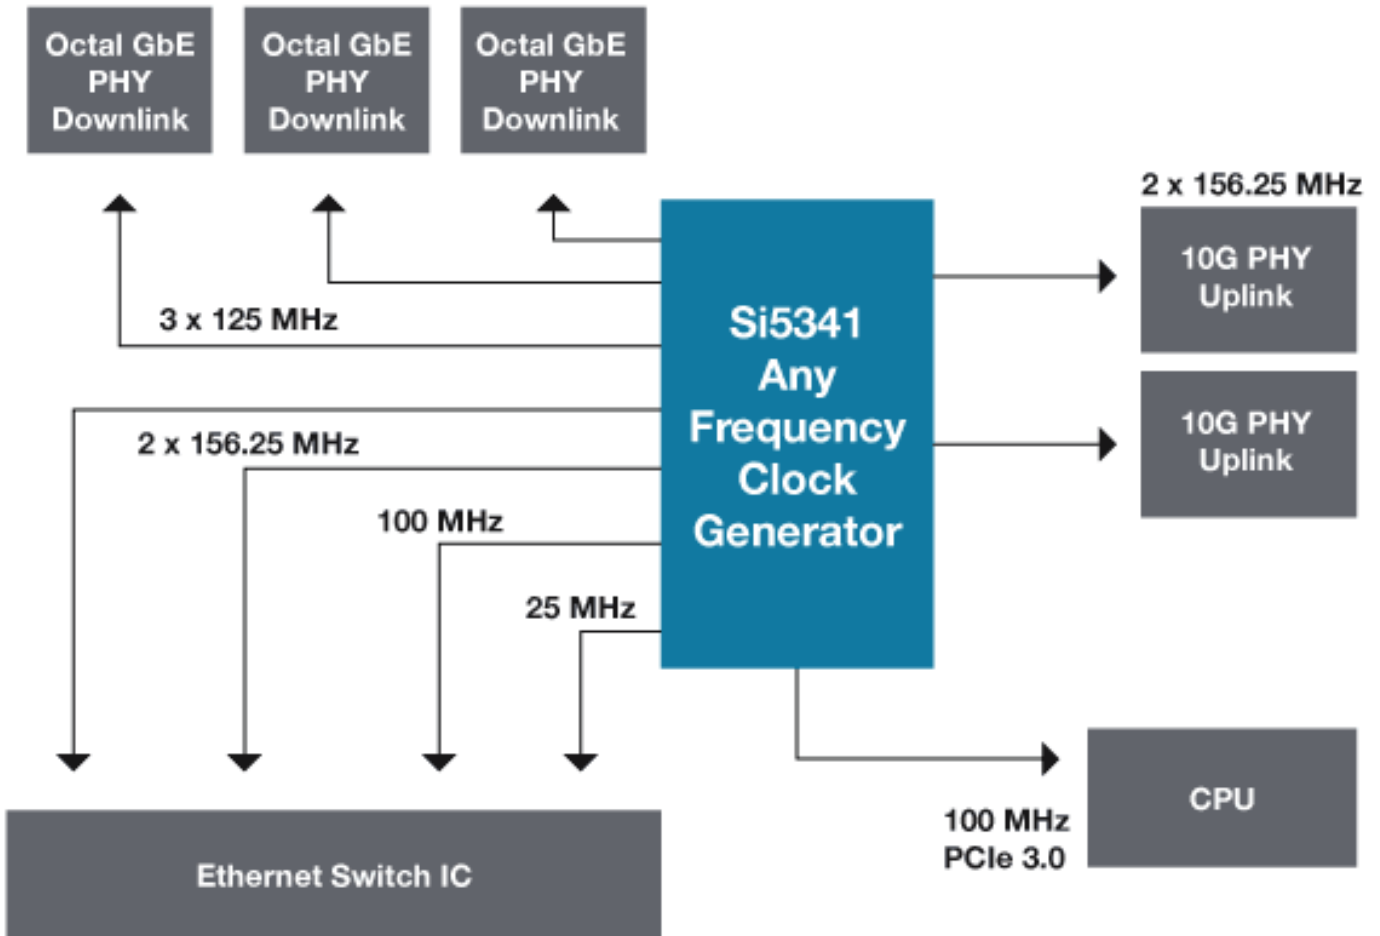 Octal GbE
PHY
Downlink
Octal GbE
PHY
Downlink
Octal GbE
PHY
Downlink
2 x 156.25 MHz
10G PHY
Uplink
3 x 125 MHz
Si5341
Any
Frequency
Clock
Generator
10G PHY
Uplink
2 x 156.25 MHz
100 MHz
25 MHz
100 MHz
PCIe 3.0
CPU
Ethernet Switch IC